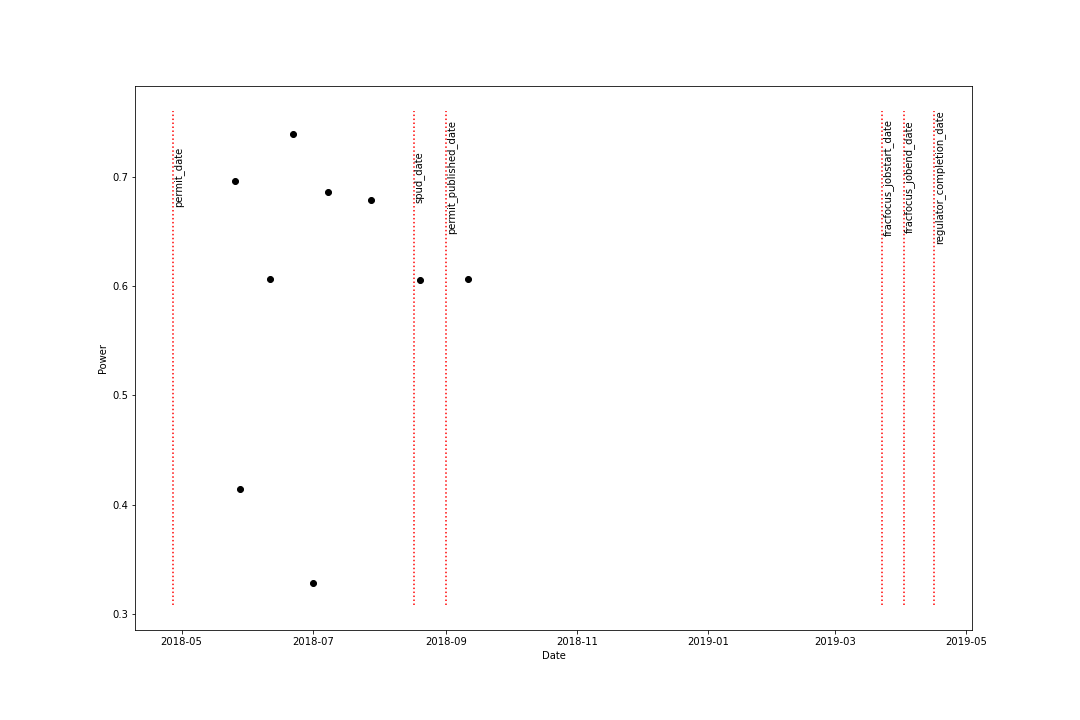 permit_date
spud_date
permit_published_date
fracfocus_jobstart_date
fracfocus_jobend_date
regulator_completion_date
0.7
0.6
0.5
0.4
0.3
Power
2018-05
2018-07
2018-09
2018-11
2019-01
2019-03
2019-05
Date